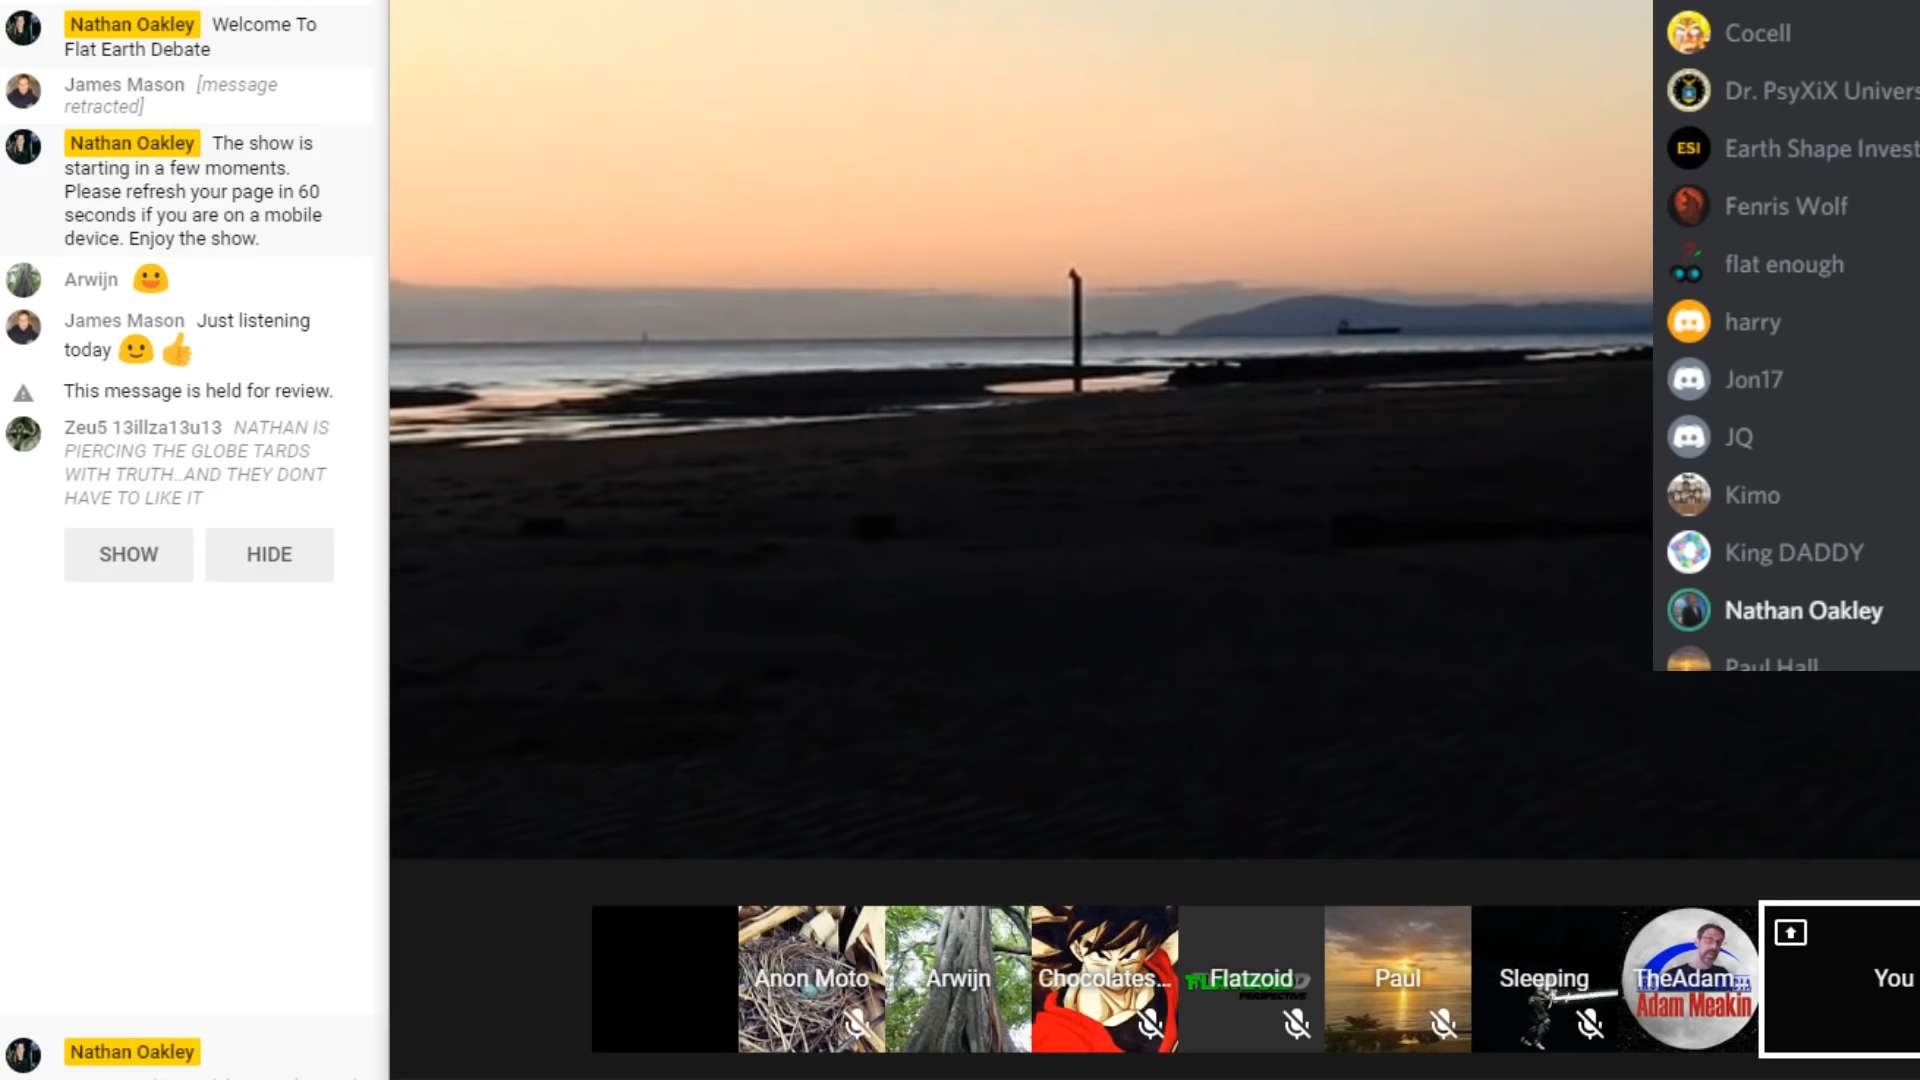 Nathan Oakley Welcome To
Flat Earth Debate
James Mason [message
retracted]
Nathan Oakley The show is
starting in a few moments.
Please refresh your page in 60
seconds if you are on a mobile
device. Enjoy the show.
Arwijn
James Mason Just listening
today
This message is held for review.
Zeu5 13illza13u13 NATHAN IS
PIERCING THE GLOBE TARDS
WITH TRUTH..AND THEY DONT
HAVE TO LIKE IT
SHOW HIDE
Nathan Oakley
Cocell
Dr. PsyXiX Univers
ESI Earth Shape Invest
Fenris Wolf
flat enough
harry
Jon17
JQ
Kimo
King DADDY
Nathan Oakley
Paul Hall
Anon Moto
Arwijn
Chocolates...
Flatzoid
PERSPECTIVE
Paul
Sleeping
TheAdam...
Adam Meakin
You